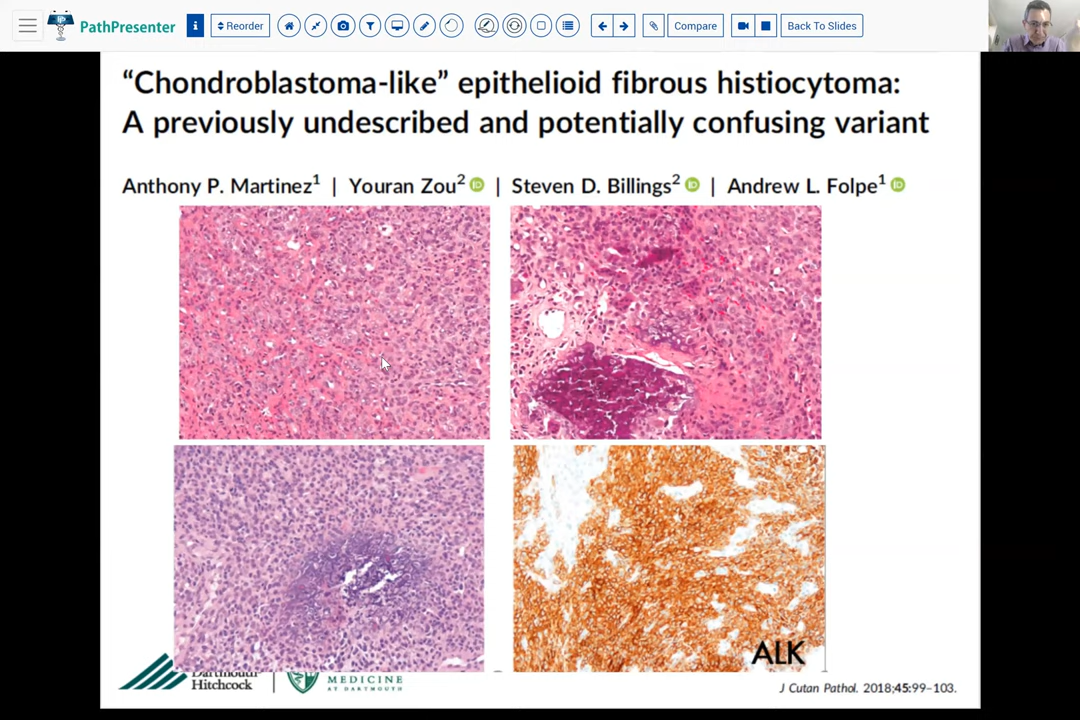 PathPresenter
Reorder
Compare
Back To Slides
“Chondroblastoma-like” epithelioid fibrous histiocytoma:
A previously undescribed and potentially confusing variant
Anthony P. Martinez1 | Youran Zou2 | Steven D. Billings2 | Andrew L. Folpe1
ALK
Dartmouth
Hitchcock
MEDICINE
AT DARTMOUTH
J Cutan Pathol. 2018;45:99–103.